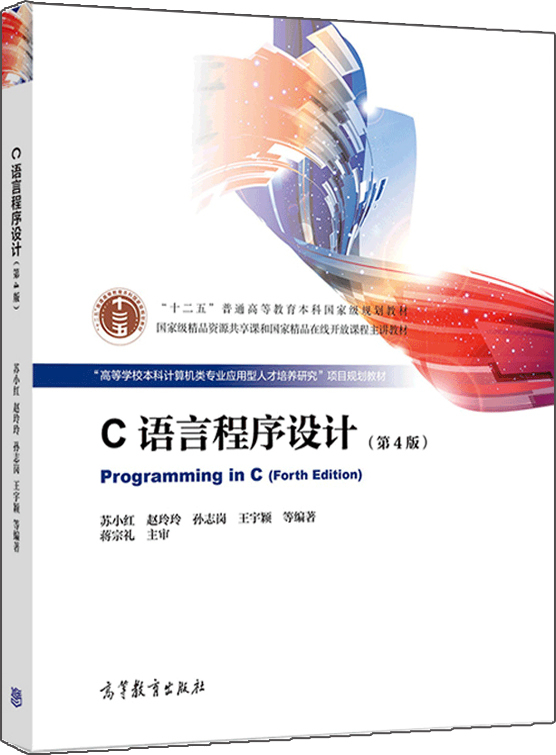 C 语言程序设计(第4版)
苏小红 赵玲玲 孙志岗 王宇颖 等编著
十二五
“十二五”普通高等教育本科国家级规划教材
国家级精品资源共享课和国家精品在线开放课程主讲教材
“高等学校本科计算机类专业应用型人才培养研究”项目规划教材
C 语言程序设计(第4版)
Programming in C (Forth Edition)
苏小红 赵玲玲 孙志岗 王宇颖 等编著
蒋宗礼 主审
高等教育出版社